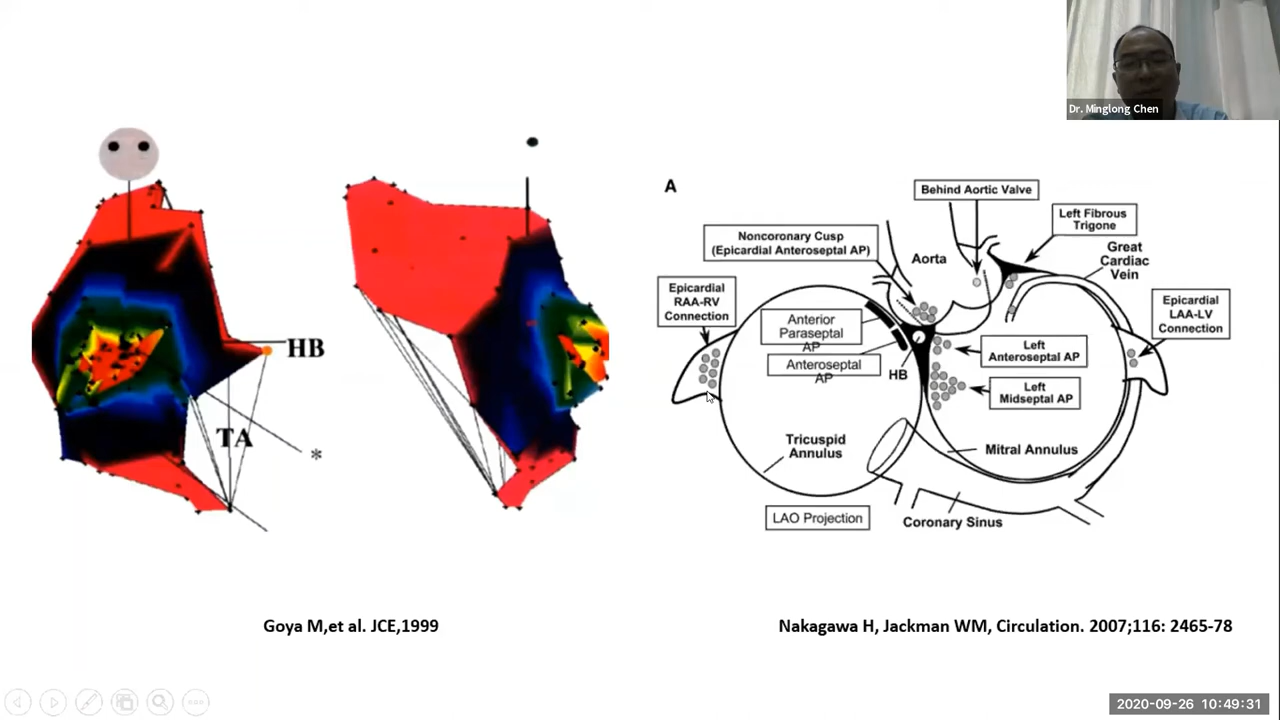 Dr. Minglong Chen
HB
TA
*
A
Behind Aortic Valve
Left Fibrous
Trigone
Noncoronary Cusp
(Epicardial Anteroseptal AP)
Aorta
Great
Cardiac
Vein
Epicardial
RAA-RV
Connection
Epicardial
LAA-LV
Connection
Anterior
Paraseptal
AP
Anteroseptal
AP
HB
Left
Anteroseptal AP
Left
Midseptal AP
Tricuspid
Annulus
Mitral Annulus
LAO Projection
Coronary Sinus
Goya M,et al. JCE,1999
Nakagawa H, Jackman WM, Circulation. 2007;116: 2465-78
2020-09-26 10:49:31